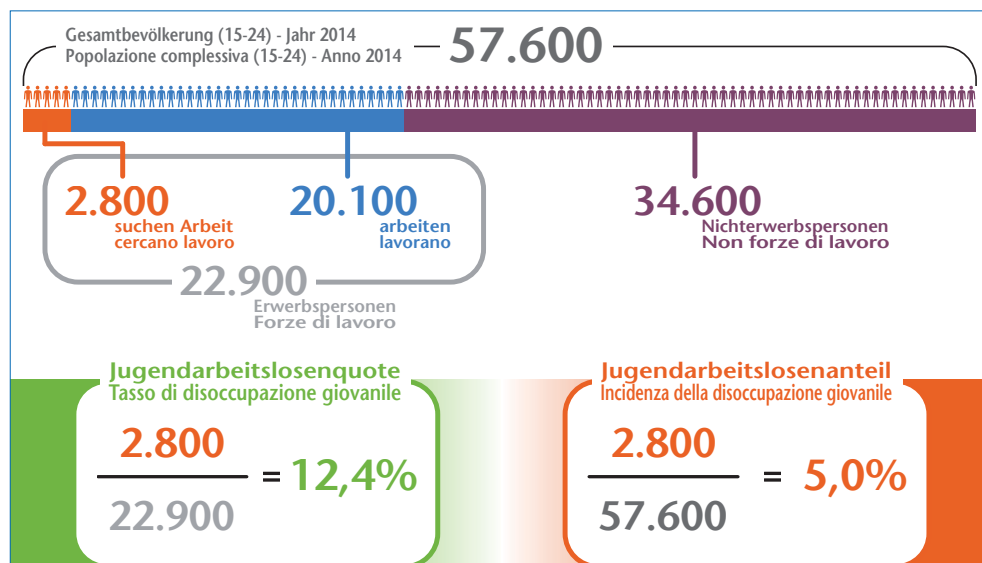 Gesamtbevölkerung (15-24) - Jahr 2014
Popolazione complessiva (15-24) - Anno 2014
57.600
2.800
suchen Arbeit
cercano lavoro
20.100
arbeiten
lavorano
34.600
Nichterwerbspersonen
Non forze di lavoro
22.900
Erwerbspersonen
Forze di lavoro
Jugendarbeitslosenquote
Tasso di disoccupazione giovanile
2.800
22.900
= 12,4%
Jugendarbeitslosenanteil
Incidenza della disoccupazione giovanile
2.800
57.600
= 5,0%